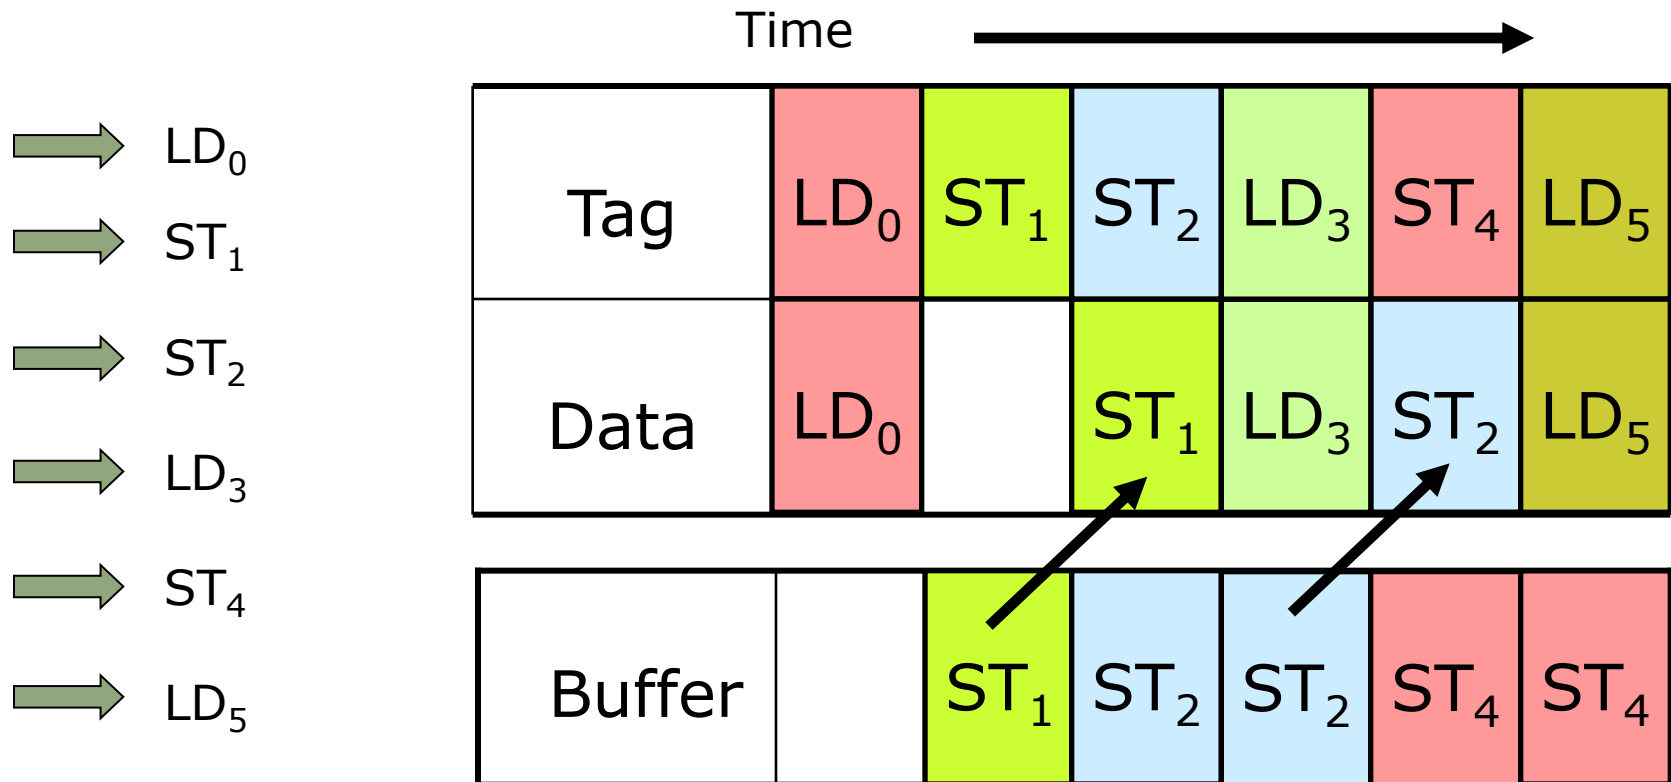 Time
LD₀
ST₁
ST₂
LD₃
ST₄
LD₅
Tag LD₀ ST₁ ST₂ LD₃ ST₄ LD₅
Data LD₀ ST₁ LD₃ ST₂ LD₅
Buffer ST₁ ST₂ ST₂ ST₄ ST₄